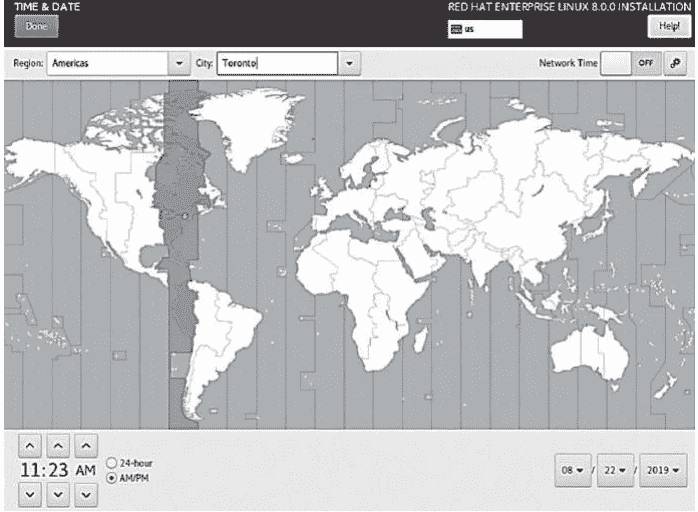 TIME & DATE
RED HAT ENTERPRISE LINUX 8.0.0 INSTALLATION
Done
us
Help!
Region: Americas City: Toronto Network Time OFF
11:23 AM
24-hour
AM/PM
08 / 22 / 2019